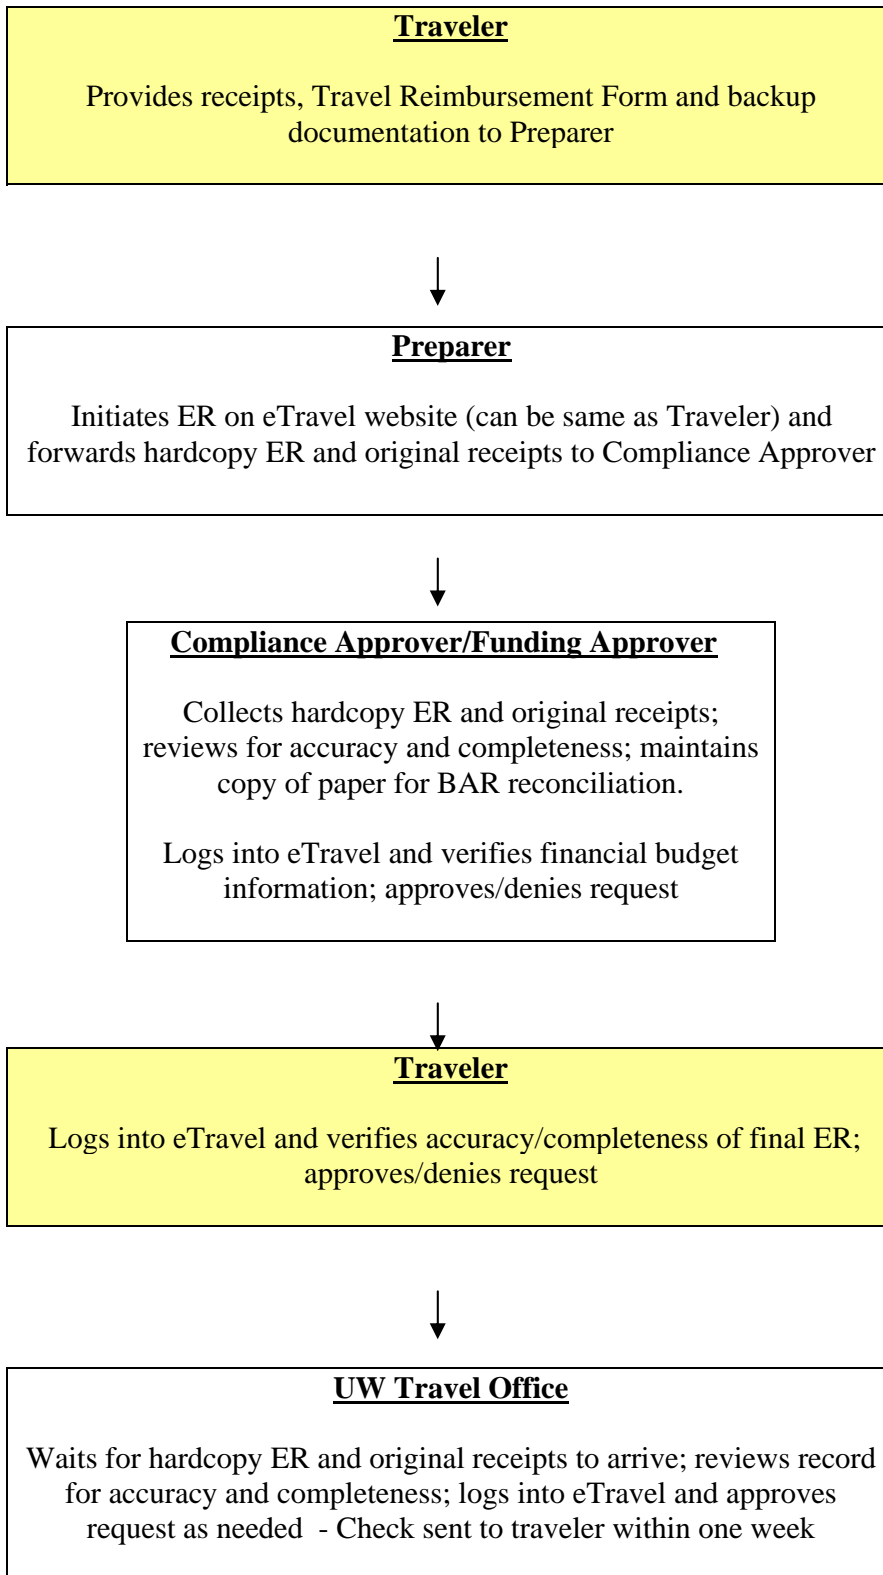 Traveler
Provides receipts, Travel Reimbursement Form and backup
documentation to Preparer
Preparer
Initiates ER on eTravel website (can be same as Traveler) and
forwards hardcopy ER and original receipts to Compliance Approver
Compliance Approver/Funding Approver
Collects hardcopy ER and original receipts;
reviews for accuracy and completeness; maintains
copy of paper for BAR reconciliation.
Logs into eTravel and verifies financial budget
information; approves/denies request
Traveler
Logs into eTravel and verifies accuracy/completeness of final ER;
approves/denies request
UW Travel Office
Waits for hardcopy ER and original receipts to arrive; reviews record
for accuracy and completeness; logs into eTravel and approves
request as needed  - Check sent to traveler within one week